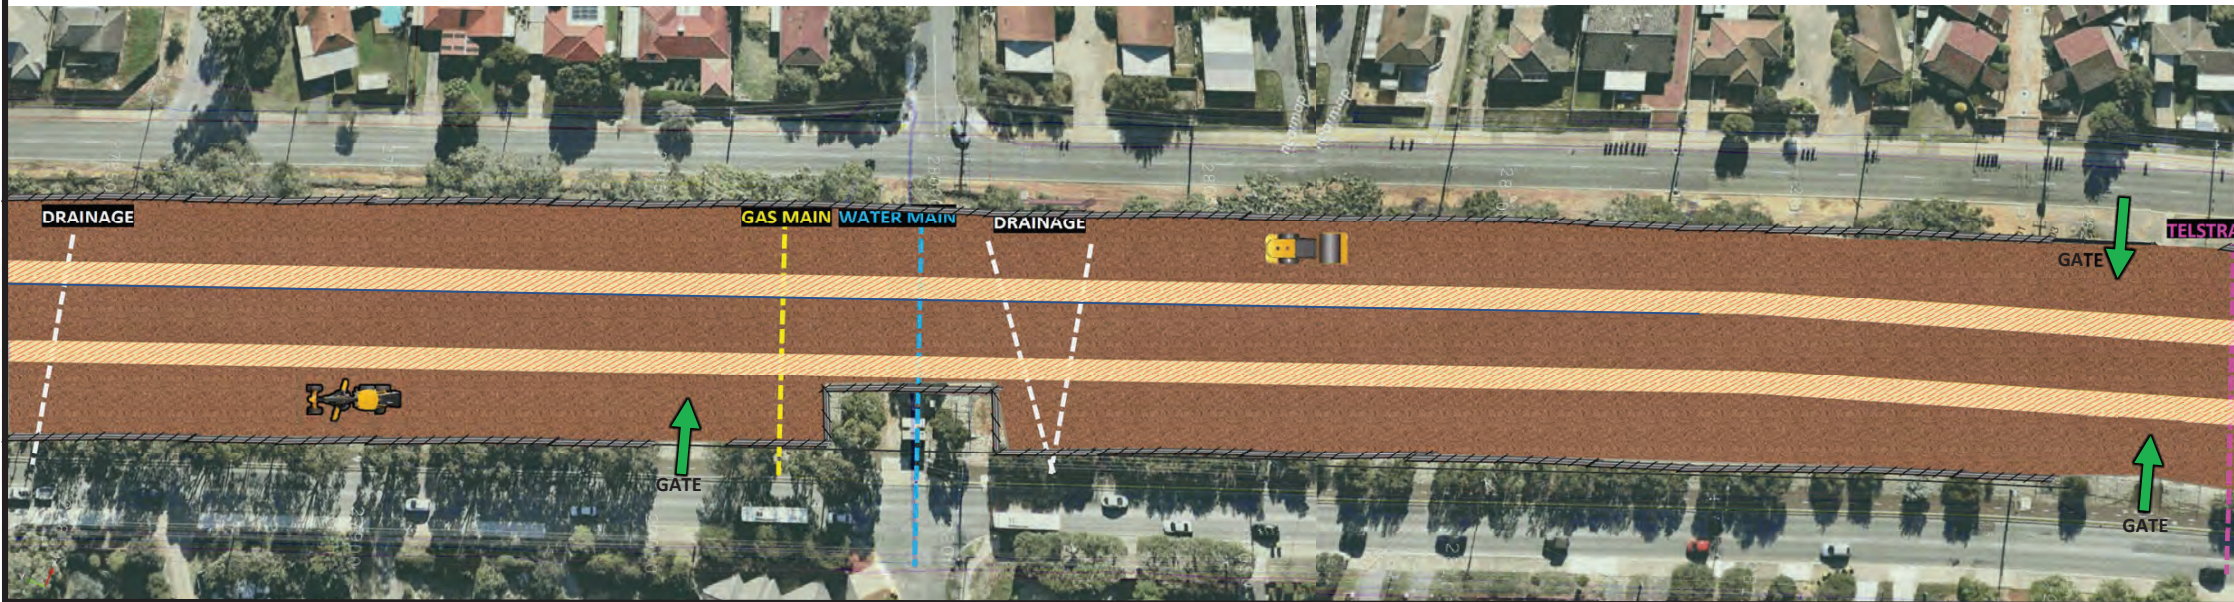 DRAINAGE
GAS MAIN
WATER MAIN
DRAINAGE
GATE
TELSTRA
GATE
GATE